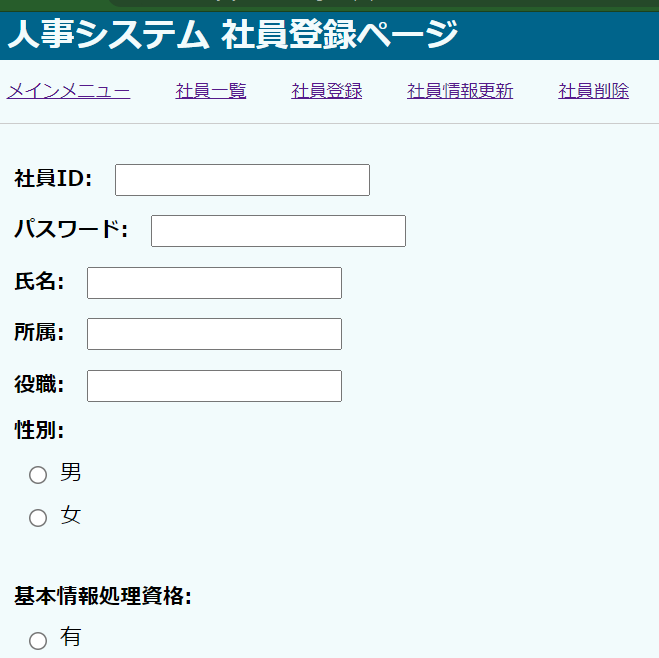 人事システム 社員登録ページ
メインメニュー 社員一覧 社員登録 社員情報更新 社員削除
社員ID:
パスワード:
氏名:
所属:
役職:
性別:
男
女
基本情報処理資格:
有